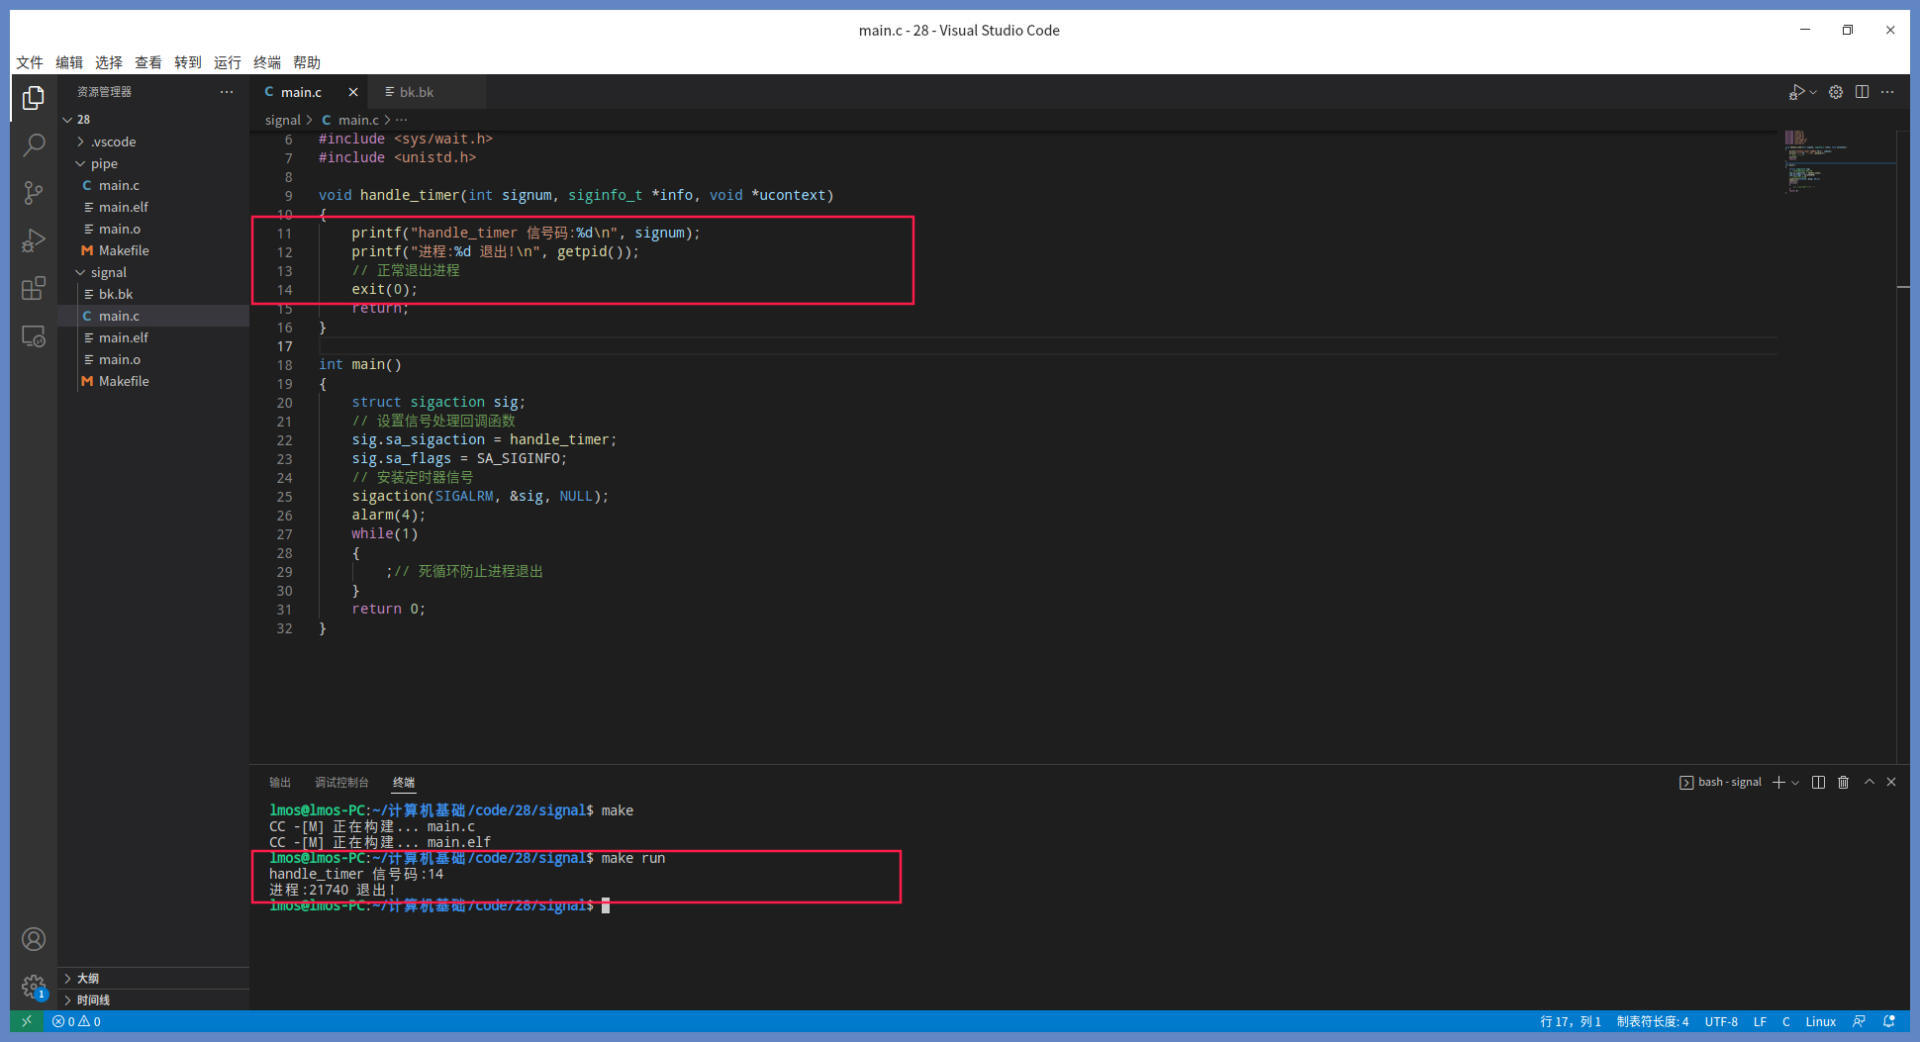 main.c - 28 - Visual Studio Code
文件 编辑 选择 查看 转到 运行 终端 帮助
资源管理器
28
.vscode
pipe
C main.c
main.elf
main.o
M Makefile
signal
bk.bk
C main.c
main.elf
main.o
M Makefile
大纲
时间线
C main.c bk.bk
signal > C main.c > ...
6 #include <sys/wait.h>
7 #include <unistd.h>
8
9 void handle_timer(int signum, siginfo_t *info, void *ucontext)
10 {
11 printf("handle_timer 信号码:%d\n", signum);
12 printf("进程:%d 退出!\n", getpid());
13 // 正常退出进程
14 exit(0);
15 return;
16 }
17
18 int main()
19 {
20 struct sigaction sig;
21 // 设置信号处理回调函数
22 sig.sa_sigaction = handle_timer;
23 sig.sa_flags = SA_SIGINFO;
24 // 安装定时器信号
25 sigaction(SIGALRM, &sig, NULL);
26 alarm(4);
27 while(1)
28 {
29 ;// 死循环防止进程退出
30 }
31 return 0;
32 }
输出 调试控制台 终端 bash - signal
lmos@lmos-PC:~/计算机基础/code/28/signal$ make
CC -[M] 正在构建... main.c
CC -[M] 正在构建... main.elf
lmos@lmos-PC:~/计算机基础/code/28/signal$ make run
handle_timer 信号码:14
进程:21740 退出!
lmos@lmos-PC:~/计算机基础/code/28/signal$
1
0 0 行 17, 列 1 制表符长度: 4 UTF-8 LF C Linux